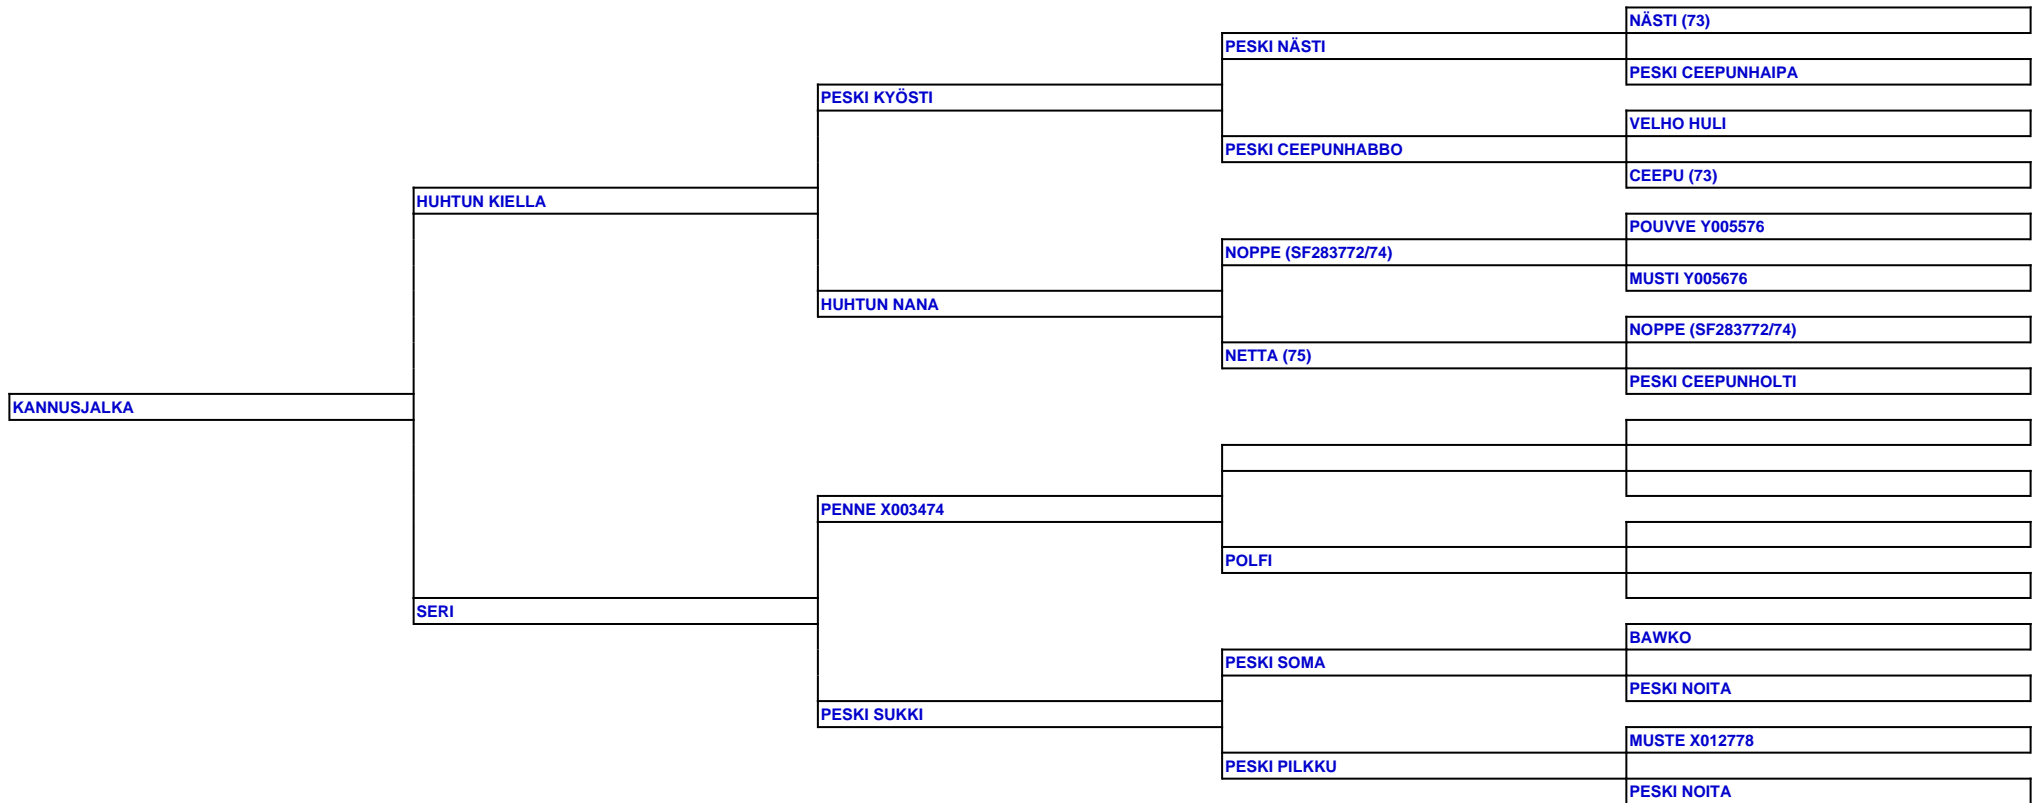 NÄSTI (73)
PESKI NÄSTI
PESKI CEEPUNHAIPA
PESKI KYÖSTI
VELHO HULI
PESKI CEEPUNHABBO
CEEPU (73)
HUHTUN KIELLA
POUVVE Y005576
NOPPE (SF283772/74)
MUSTI Y005676
HUHTUN NANA
NOPPE (SF283772/74)
NETTA (75)
PESKI CEEPUNHOLTI
KANNUSJALKA
PENNE X003474
POLFI
SERI
BAWKO
PESKI SOMA
PESKI NOITA
PESKI SUKKI
MUSTE X012778
PESKI PILKKU
PESKI NOITA